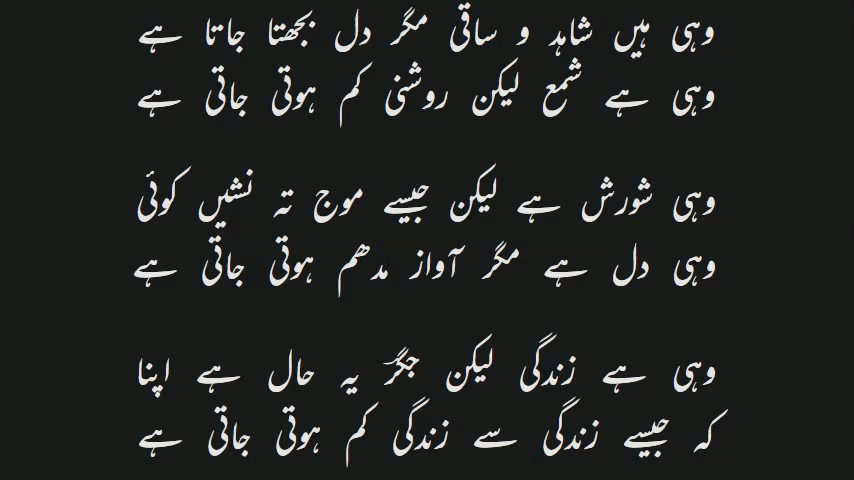 وہی ہیں شاہد و ساقی مگر دل بجھتا جاتا ہے
وہی ہے شمع لیکن روشنی کم ہوتی جاتی ہے
وہی شورش ہے لیکن جیسے موج تہ نشیں کوئی
وہی دل ہے مگر آواز مدھم ہوتی جاتی ہے
وہی ہے زندگی لیکن جگرؔ یہ حال ہے اپنا
کہ جیسے زندگی سے زندگی کم ہوتی جاتی ہے